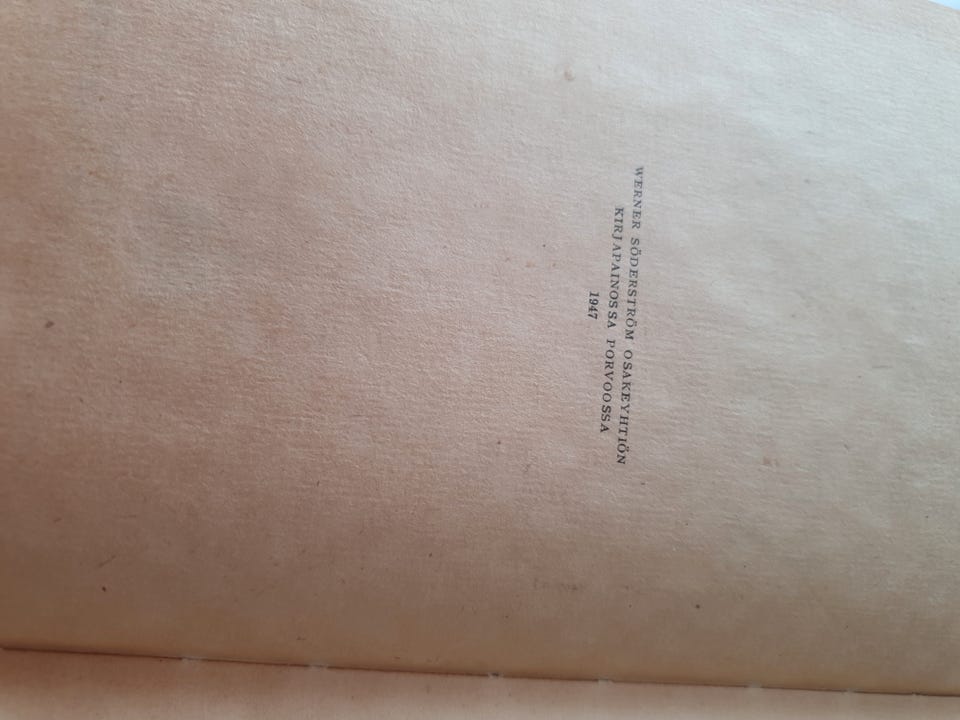 WERNER SÖDERSTRÖM OSAKEYHTIÖN
KIRJAPAINOSSA PORVOOSSA
1947